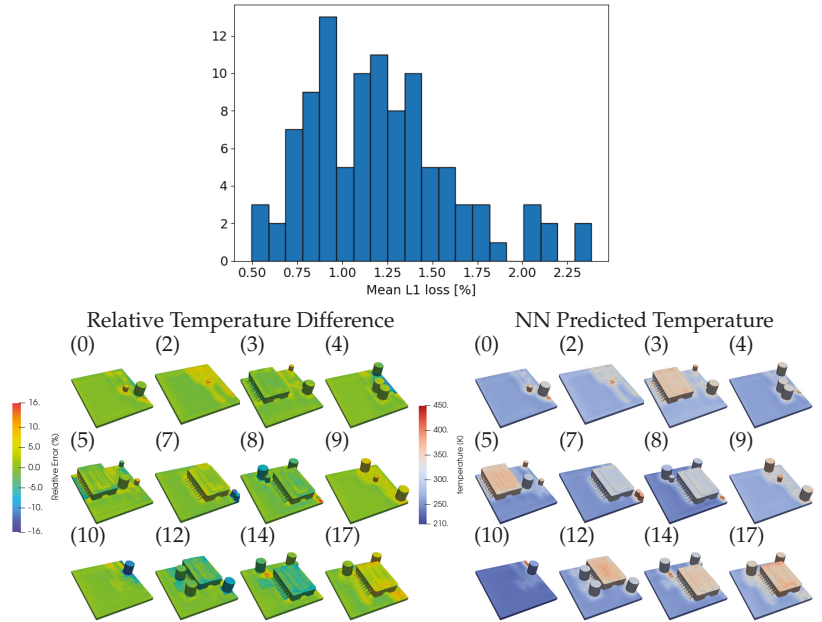 12
10
8
6
4
2
0
0.50 0.75 1.00 1.25 1.50 1.75 2.00 2.25
Mean L1 loss [%]
Relative Temperature Difference
(0) (2) (3) (4)
(5) (7) (8) (9)
(10) (12) (14) (17)
Relative Error (%)
16.
10.
5.0
0.0
-5.0
-10.
-16.
NN Predicted Temperature
(0) (2) (3) (4)
(5) (7) (8) (9)
(10) (12) (14) (17)
temperature (K)
450.
400.
350.
300.
250.
210.